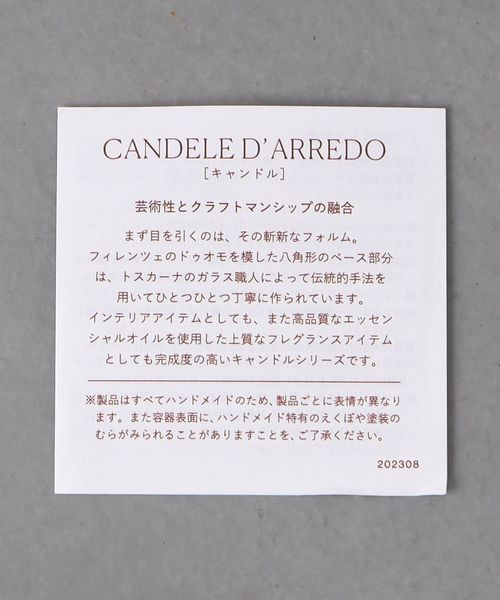 CANDELE D'ARREDO
［キャンドル］
芸術性とクラフトマンシップの融合
まず目を引くのは、その斬新なフォルム。
フィレンツェのドゥオモを模した八角形のベース部分
は、トスカーナのガラス職人によって伝統的手法を
用いてひとつひとつ丁寧に作られています。
インテリアアイテムとしても、また高品質なエッセン
シャルオイルを使用した上質なフレグランスアイテム
としても完成度の高いキャンドルシリーズです。
※製品はすべてハンドメイドのため、製品ごとに表情が異なり
ます。また容器表面に、ハンドメイド特有のえくぼや塗装の
むらがみられることがありますことを、ご了承ください。
202308